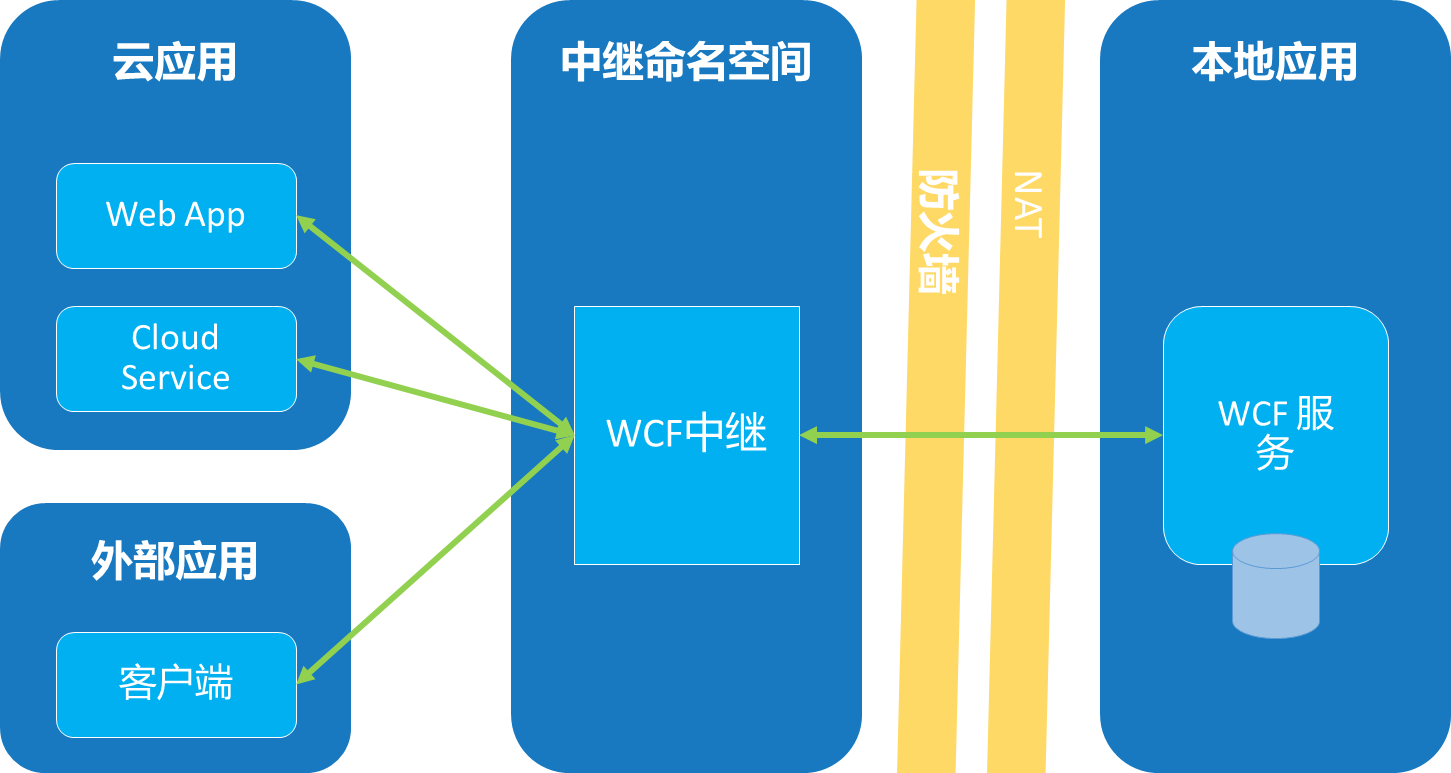 云应用
Web App
Cloud
Service
外部应用
客户端
中继命名空间
WCF中继
防火墙
NAT
本地应用
WCF 服
务